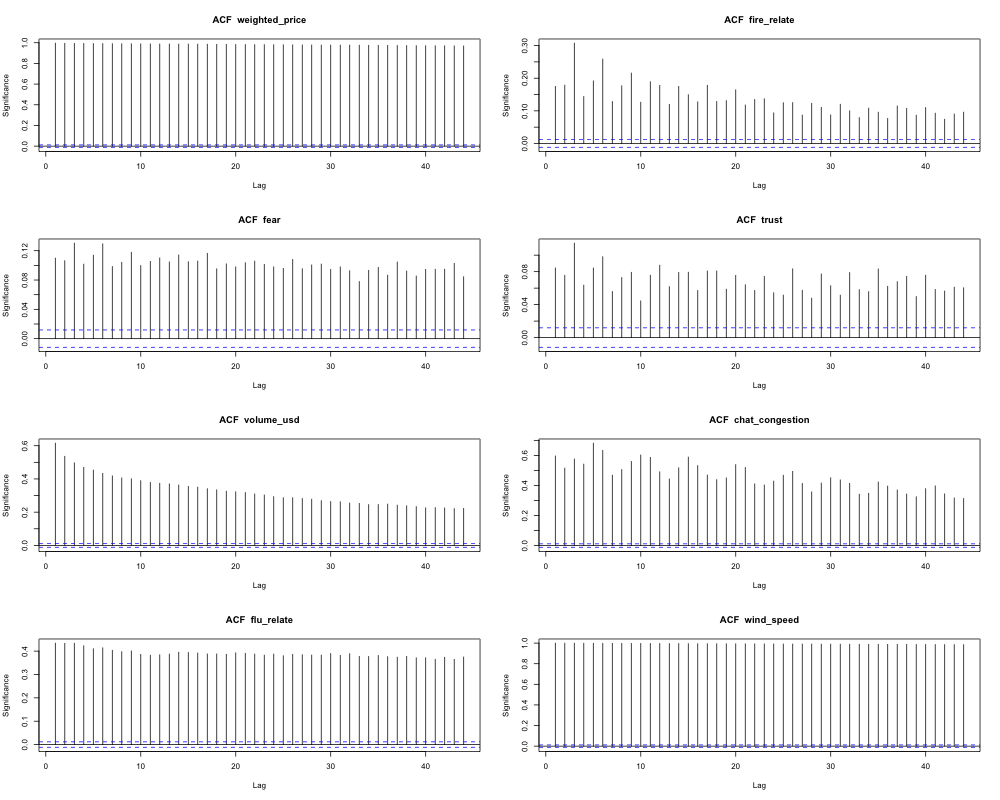 ACF weighted_price
Significance
0.0 0.2 0.4 0.6 0.8 1.0
0 10 20 30 40
Lag
ACF fire_relate
Significance
0.00 0.10 0.20 0.30
0 10 20 30 40
Lag
ACF fear
Significance
0.00 0.04 0.08 0.12
0 10 20 30 40
Lag
ACF trust
Significance
0.00 0.04 0.08
0 10 20 30 40
Lag
ACF volume_usd
Significance
0.0 0.2 0.4 0.6
0 10 20 30 40
Lag
ACF chat_congestion
Significance
0.0 0.2 0.4 0.6
0 10 20 30 40
Lag
ACF flu_relate
Significance
0.0 0.1 0.2 0.3 0.4
0 10 20 30 40
Lag
ACF wind_speed
Significance
0.0 0.2 0.4 0.6 0.8 1.0
0 10 20 30 40
Lag